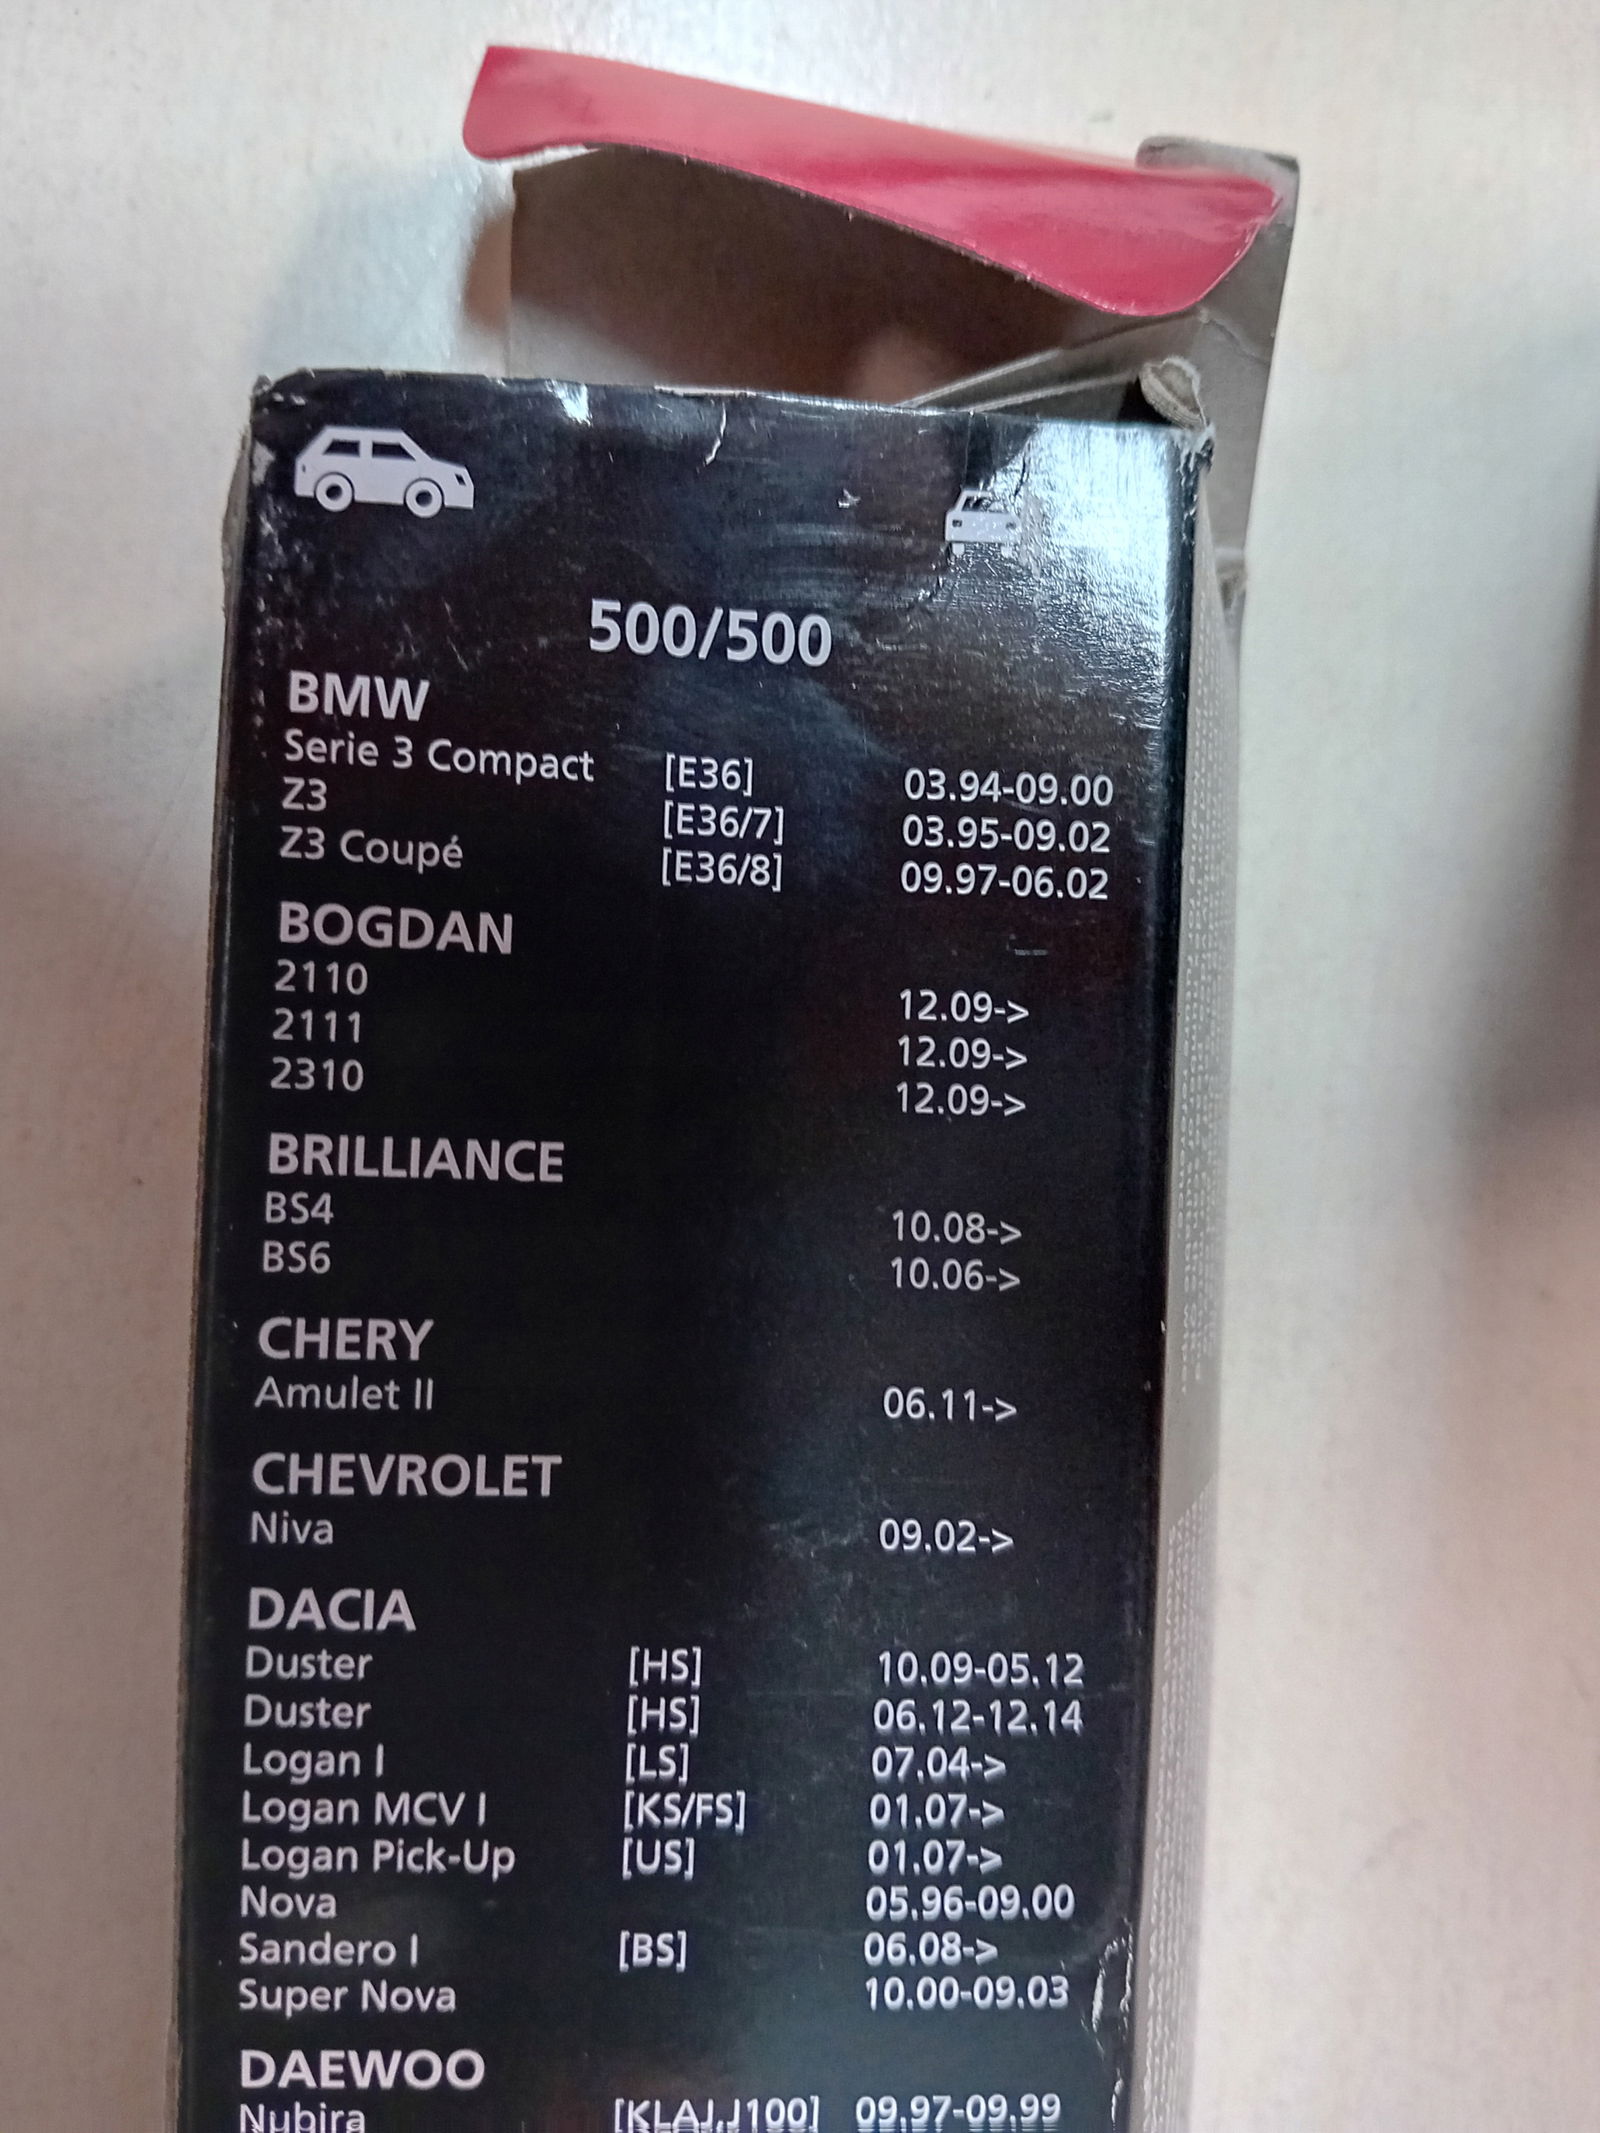 500/500
BMW
Serie 3 Compact [E36] 03.94-09.00
Z3 [E36/7] 03.95-09.02
Z3 Coupé [E36/8] 09.97-06.02
BOGDAN
2110 12.09->
2111 12.09->
2310 12.09->
BRILLIANCE
BS4 10.08->
BS6 10.06->
CHERY
Amulet II 06.11->
CHEVROLET
Niva 09.02->
DACIA
Duster [HS] 10.09-05.12
Duster [HS] 06.12-12.14
Logan I [LS] 07.04->
Logan MCV I [KS/FS] 01.07->
Logan Pick-Up [US] 01.07->
Nova 05.96-09.00
Sandero I [BS] 06.08->
Super Nova 10.00-09.03
DAEWOO
Nubira [KLAJ,J100] 09.97-09.99